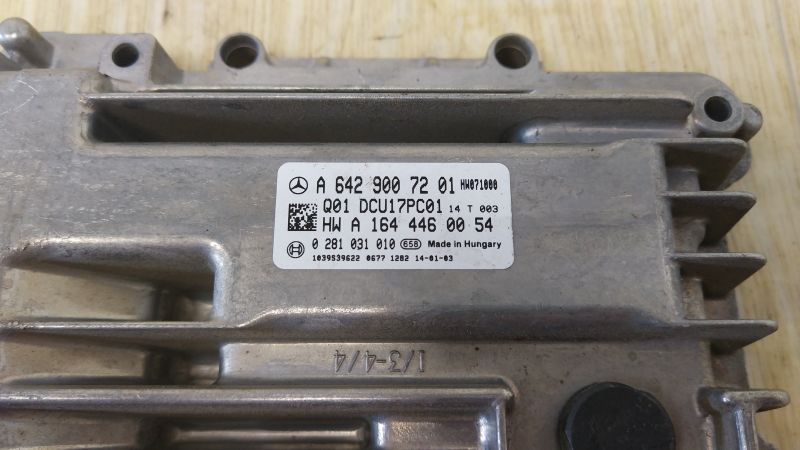 A 642 900 72 01 HW071000
Q01 DCU17PC01 14 T 003
HW A 164 446 00 54
0 281 031 010 658 Made in Hungary
1039S39622 0677 1282 14-01-03
1/3-4/4